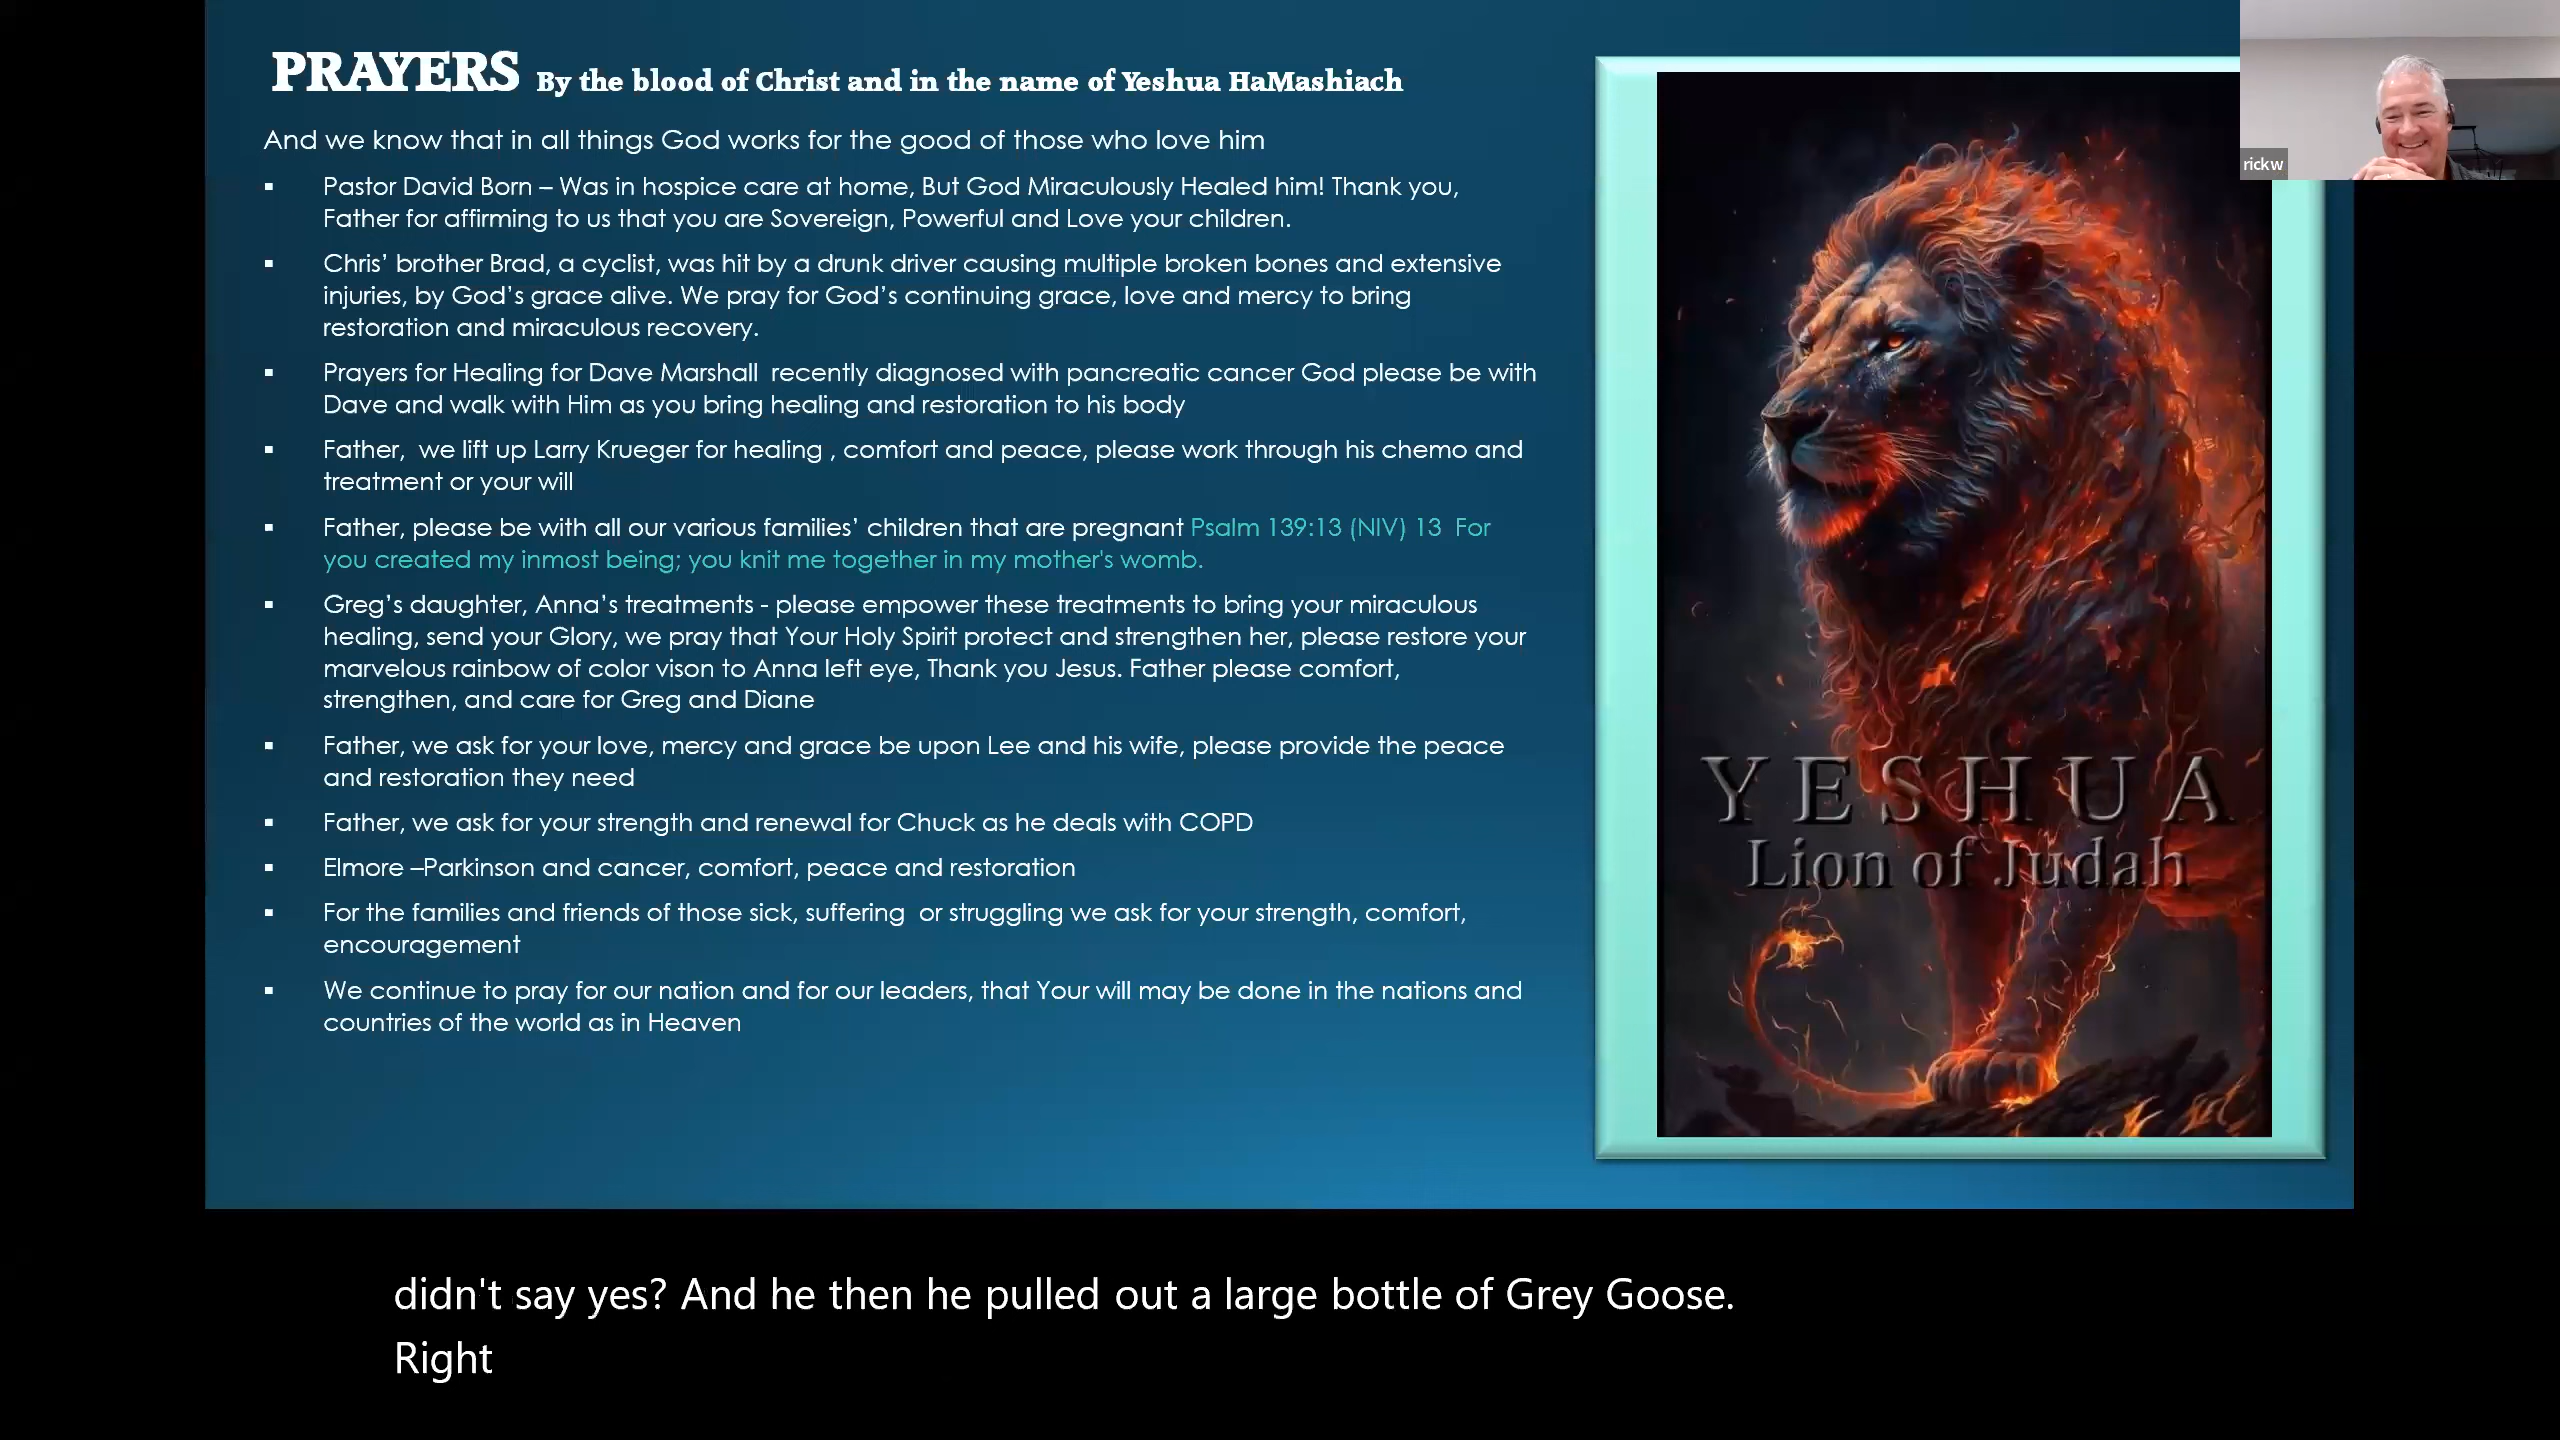 PRAYERS By the blood of Christ and in the name of Yeshua HaMashiach
And we know that in all things God works for the good of those who love him
▪ Pastor David Born – Was in hospice care at home, But God Miraculously Healed him! Thank you,
Father for affirming to us that you are Sovereign, Powerful and Love your children.
▪ Chris’ brother Brad, a cyclist, was hit by a drunk driver causing multiple broken bones and extensive
injuries, by God’s grace alive. We pray for God’s continuing grace, love and mercy to bring
restoration and miraculous recovery.
▪ Prayers for Healing for Dave Marshall  recently diagnosed with pancreatic cancer God please be with
Dave and walk with Him as you bring healing and restoration to his body
▪ Father,  we lift up Larry Krueger for healing , comfort and peace, please work through his chemo and
treatment or your will
▪ Father, please be with all our various families’ children that are pregnant Psalm 139:13 (NIV) 13  For
you created my inmost being; you knit me together in my mother's womb.
▪ Greg’s daughter, Anna’s treatments - please empower these treatments to bring your miraculous
healing, send your Glory, we pray that Your Holy Spirit protect and strengthen her, please restore your
marvelous rainbow of color vison to Anna left eye, Thank you Jesus. Father please comfort,
strengthen, and care for Greg and Diane
▪ Father, we ask for your love, mercy and grace be upon Lee and his wife, please provide the peace
and restoration they need
▪ Father, we ask for your strength and renewal for Chuck as he deals with COPD
▪ Elmore –Parkinson and cancer, comfort, peace and restoration
▪ For the families and friends of those sick, suffering  or struggling we ask for your strength, comfort,
encouragement
▪ We continue to pray for our nation and for our leaders, that Your will may be done in the nations and
countries of the world as in Heaven
YESHUA
Lion of Judah
rickw
didn't say yes? And he then he pulled out a large bottle of Grey Goose.
Right